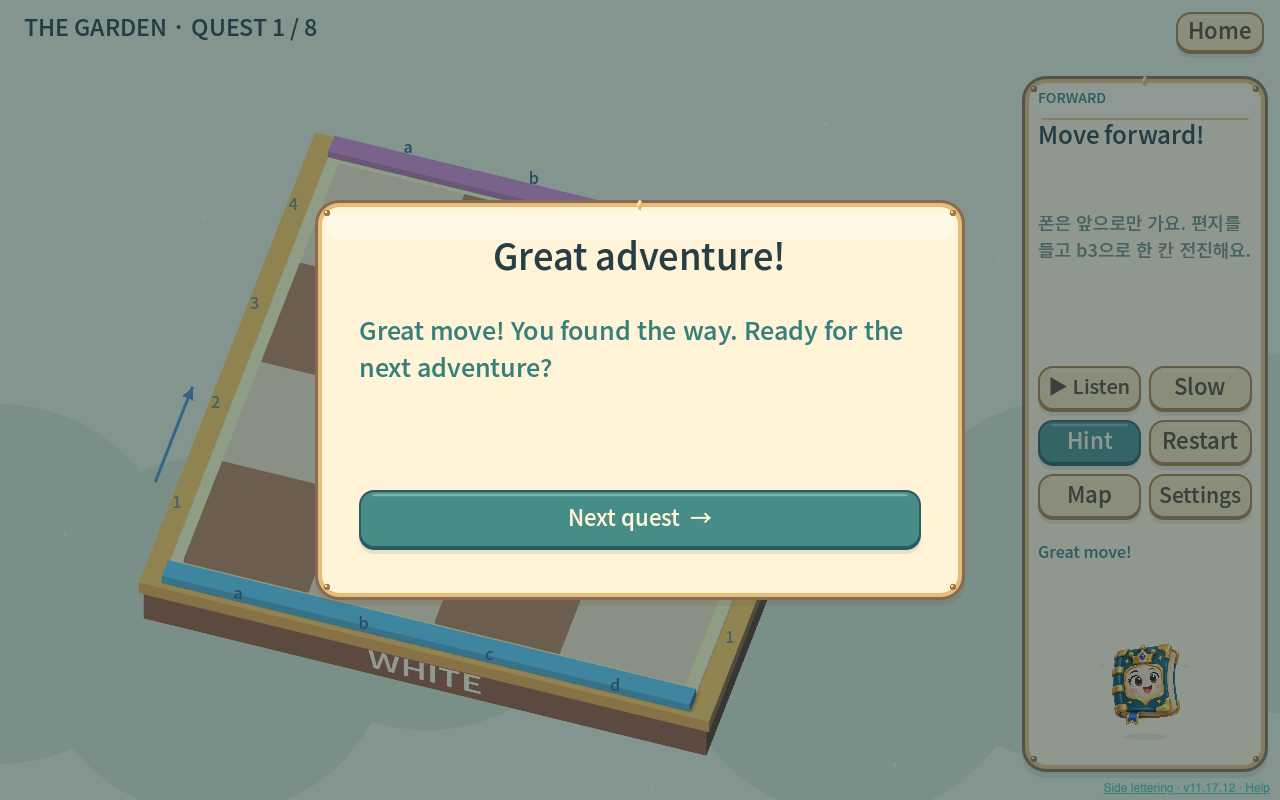 THE GARDEN · QUEST 1 / 8
Home
a
b
4
3
2
1
a
b
c
d
1
WHITE
Great adventure!
Great move! You found the way. Ready for the
next adventure?
Next quest →
FORWARD
Move forward!
폰은 앞으로만 가요. 편지를
들고 b3으로 한 칸 전진해요.
▶ Listen
Slow
Hint
Restart
Map
Settings
Great move!
Side lettering · v11.17.12 · Help